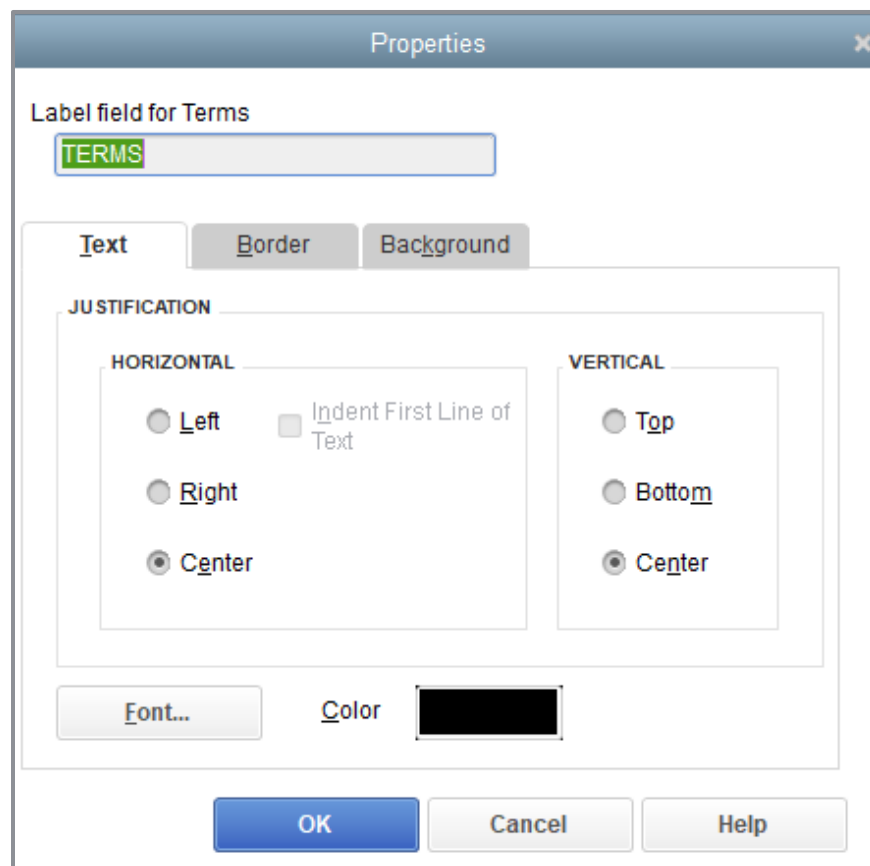 Properties
Label field for Terms
TERMS
Text Border Background
JUSTIFICATION
HORIZONTAL VERTICAL
Left Indent First Line of Text Top
Right Bottom
Center Center
Font... Color
OK Cancel Help